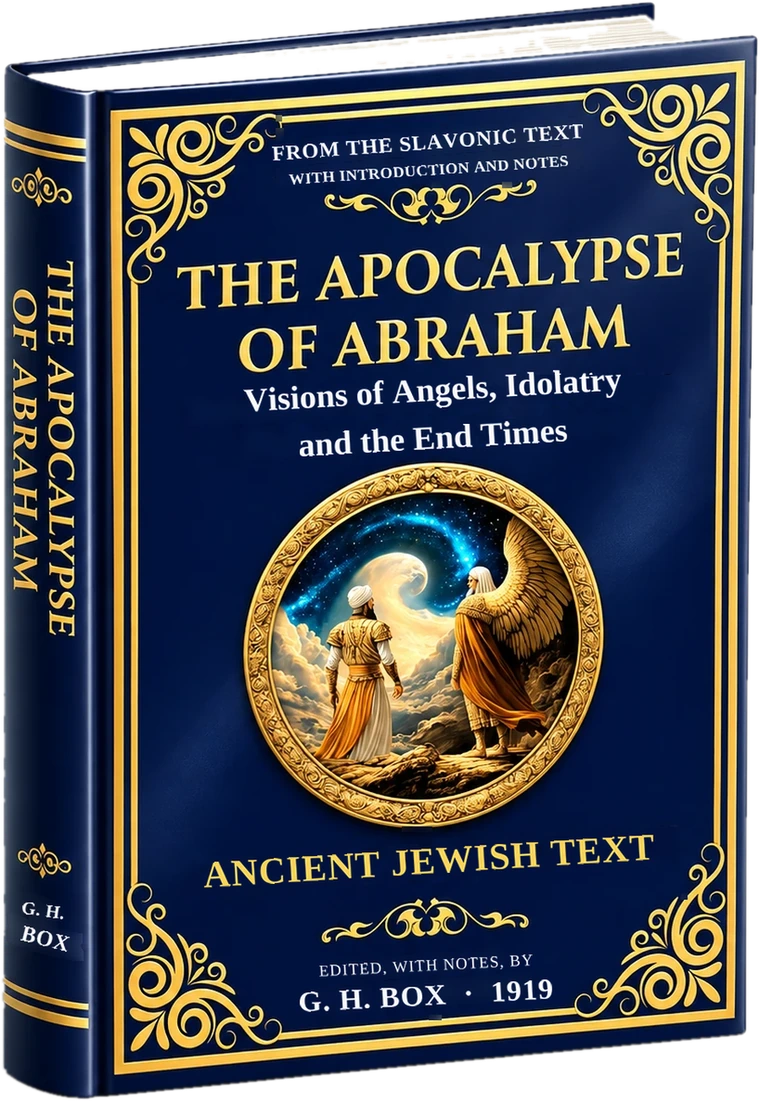 FROM THE SLAVONIC TEXT
WITH INTRODUCTION AND NOTES
THE APOCALYPSE
OF ABRAHAM
Visions of Angels, Idolatry
and the End Times
ANCIENT JEWISH TEXT
EDITED, WITH NOTES, BY
G. H. BOX · 1919
THE APOCALYPSE
OF ABRAHAM
G. H.
BOX